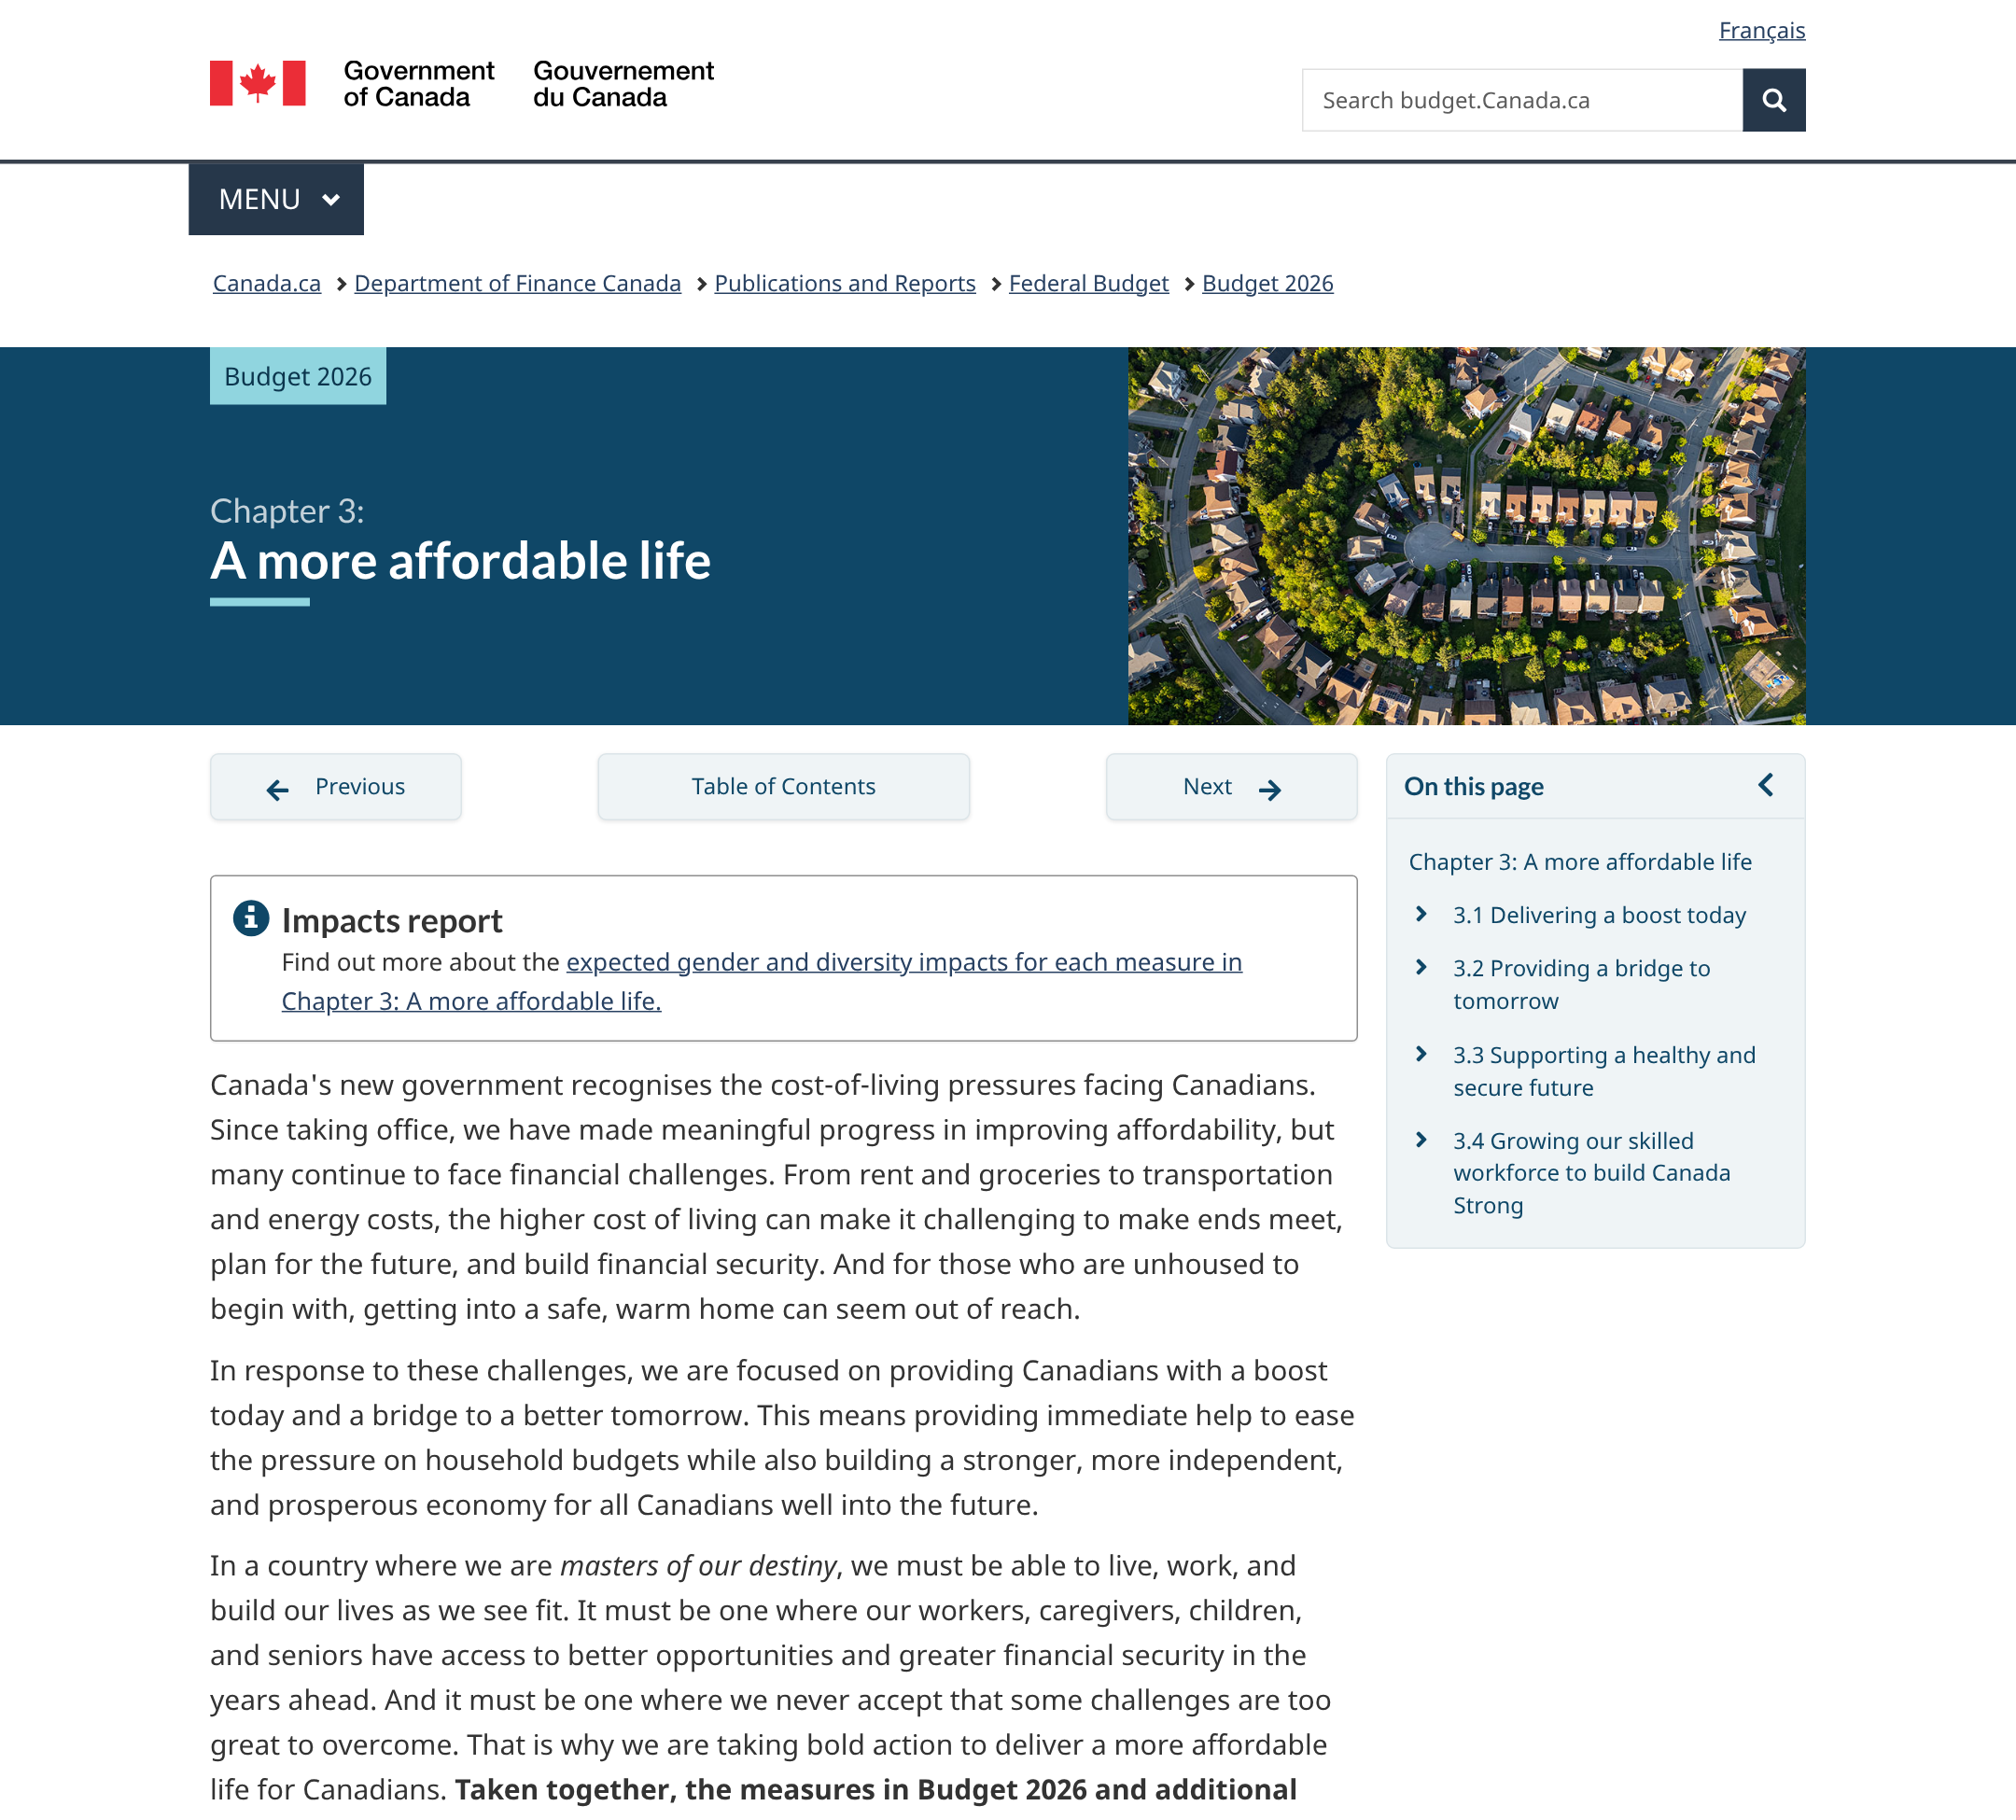 Français
Government
of Canada
Gouvernement
du Canada
Search budget.Canada.ca
MENU
Canada.ca
Department of Finance Canada
Publications and Reports
Federal Budget
Budget 2026
Budget 2026
Chapter 3:
A more affordable life
Previous
Table of Contents
Next
Impacts report
Find out more about the expected gender and diversity impacts for each measure in
Chapter 3: A more affordable life.
Canada's new government recognises the cost-of-living pressures facing Canadians.
Since taking office, we have made meaningful progress in improving affordability, but
many continue to face financial challenges. From rent and groceries to transportation
and energy costs, the higher cost of living can make it challenging to make ends meet,
plan for the future, and build financial security. And for those who are unhoused to
begin with, getting into a safe, warm home can seem out of reach.
In response to these challenges, we are focused on providing Canadians with a boost
today and a bridge to a better tomorrow. This means providing immediate help to ease
the pressure on household budgets while also building a stronger, more independent,
and prosperous economy for all Canadians well into the future.
In a country where we are masters of our destiny, we must be able to live, work, and
build our lives as we see fit. It must be one where our workers, caregivers, children,
and seniors have access to better opportunities and greater financial security in the
years ahead. And it must be one where we never accept that some challenges are too
great to overcome. That is why we are taking bold action to deliver a more affordable
life for Canadians. Taken together, the measures in Budget 2026 and additional
On this page
Chapter 3: A more affordable life
3.1 Delivering a boost today
3.2 Providing a bridge to
tomorrow
3.3 Supporting a healthy and
secure future
3.4 Growing our skilled
workforce to build Canada
Strong